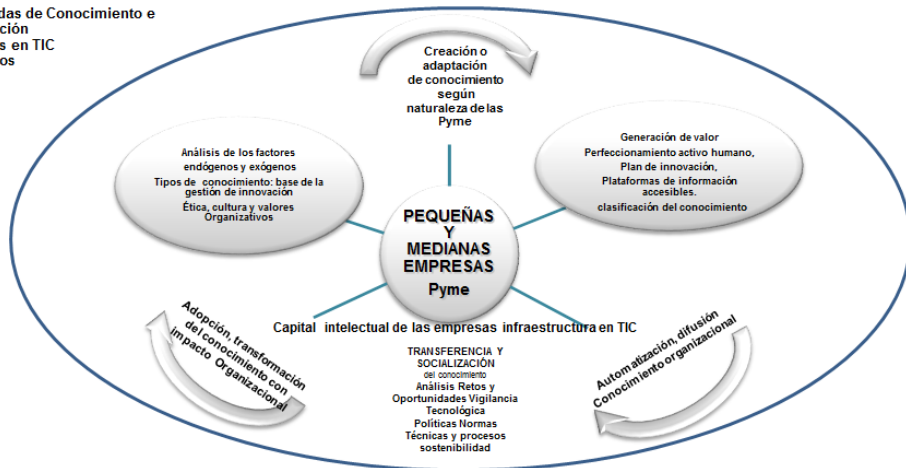 das de Conocimiento e
ción
s en TIC
os
Creación o
adaptación
de conocimiento
según
naturaleza de las
Pyme
Análisis de los factores
endógenos y exógenos
Tipos de conocimiento: base de la
gestión de innovación
Ética, cultura y valores
Organizativos
Generación de valor
Perfeccionamiento activo humano,
Plan de innovación,
Plataformas de información
accesibles.
clasificación del conocimiento
PEQUEÑAS
Y
MEDIANAS
EMPRESAS
Pyme
Capital intelectual de las empresas infraestructura en TIC
Adopción, transformación
del conocimiento con
impacto Organizacional
TRANSFERENCIA Y
SOCIALIZACIÓN
del conocimiento
Análisis Retos y
Oportunidades Vigilancia
Tecnológica
Políticas Normas
Técnicas y procesos
sostenibilidad
Automatización, difusión
Conocimiento organizacional